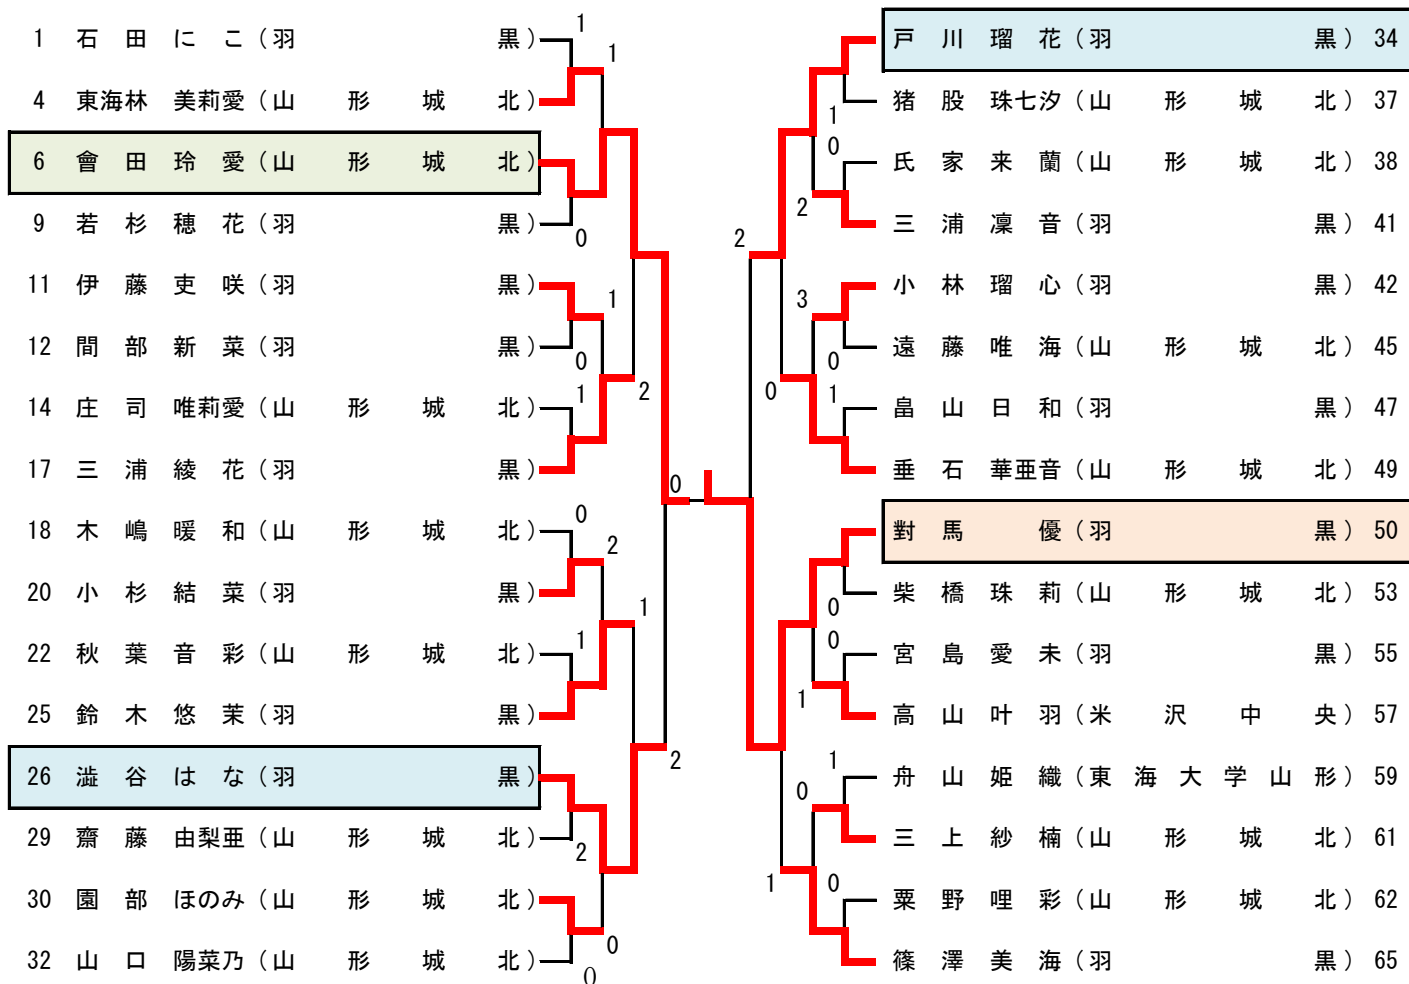 1 石田にこ（羽黒）
4 東海林美莉愛（山形城北）
6 會田玲愛（山形城北）
9 若杉穂花（羽黒）
11 伊藤吏咲（羽黒）
12 間部新菜（羽黒）
14 庄司唯莉愛（山形城北）
17 三浦綾花（羽黒）
18 木嶋暖和（山形城北）
20 小杉結菜（羽黒）
22 秋葉音彩（山形城北）
25 鈴木悠茉（羽黒）
26 澁谷はな（羽黒）
29 齋藤由梨亜（山形城北）
30 園部ほのみ（山形城北）
32 山口陽菜乃（山形城北）
1
1
0
1
0
1
2
0
2
1
1
2
0
0
2
0
2
1
0
2
3
0
1
0
0
0
1
1
0
0
1
戸川瑠花（羽黒）34
猪股珠七汐（山形城北）37
氏家来蘭（山形城北）38
三浦凜音（羽黒）41
小林瑠心（羽黒）42
遠藤唯海（山形城北）45
畠山日和（羽黒）47
垂石華亜音（山形城北）49
對馬優（羽黒）50
柴橋珠莉（山形城北）53
宮島愛未（羽黒）55
高山叶羽（米沢中央）57
舟山姫織（東海大学山形）59
三上紗楠（山形城北）61
粟野哩彩（山形城北）62
篠澤美海（羽黒）65